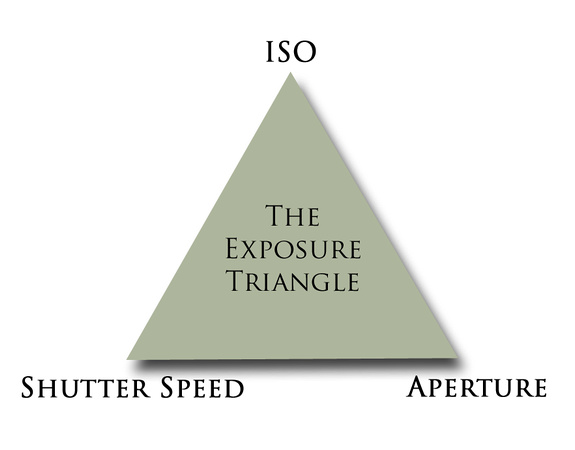 ISO
The
Exposure
Triangle
Shutter Speed
Aperture